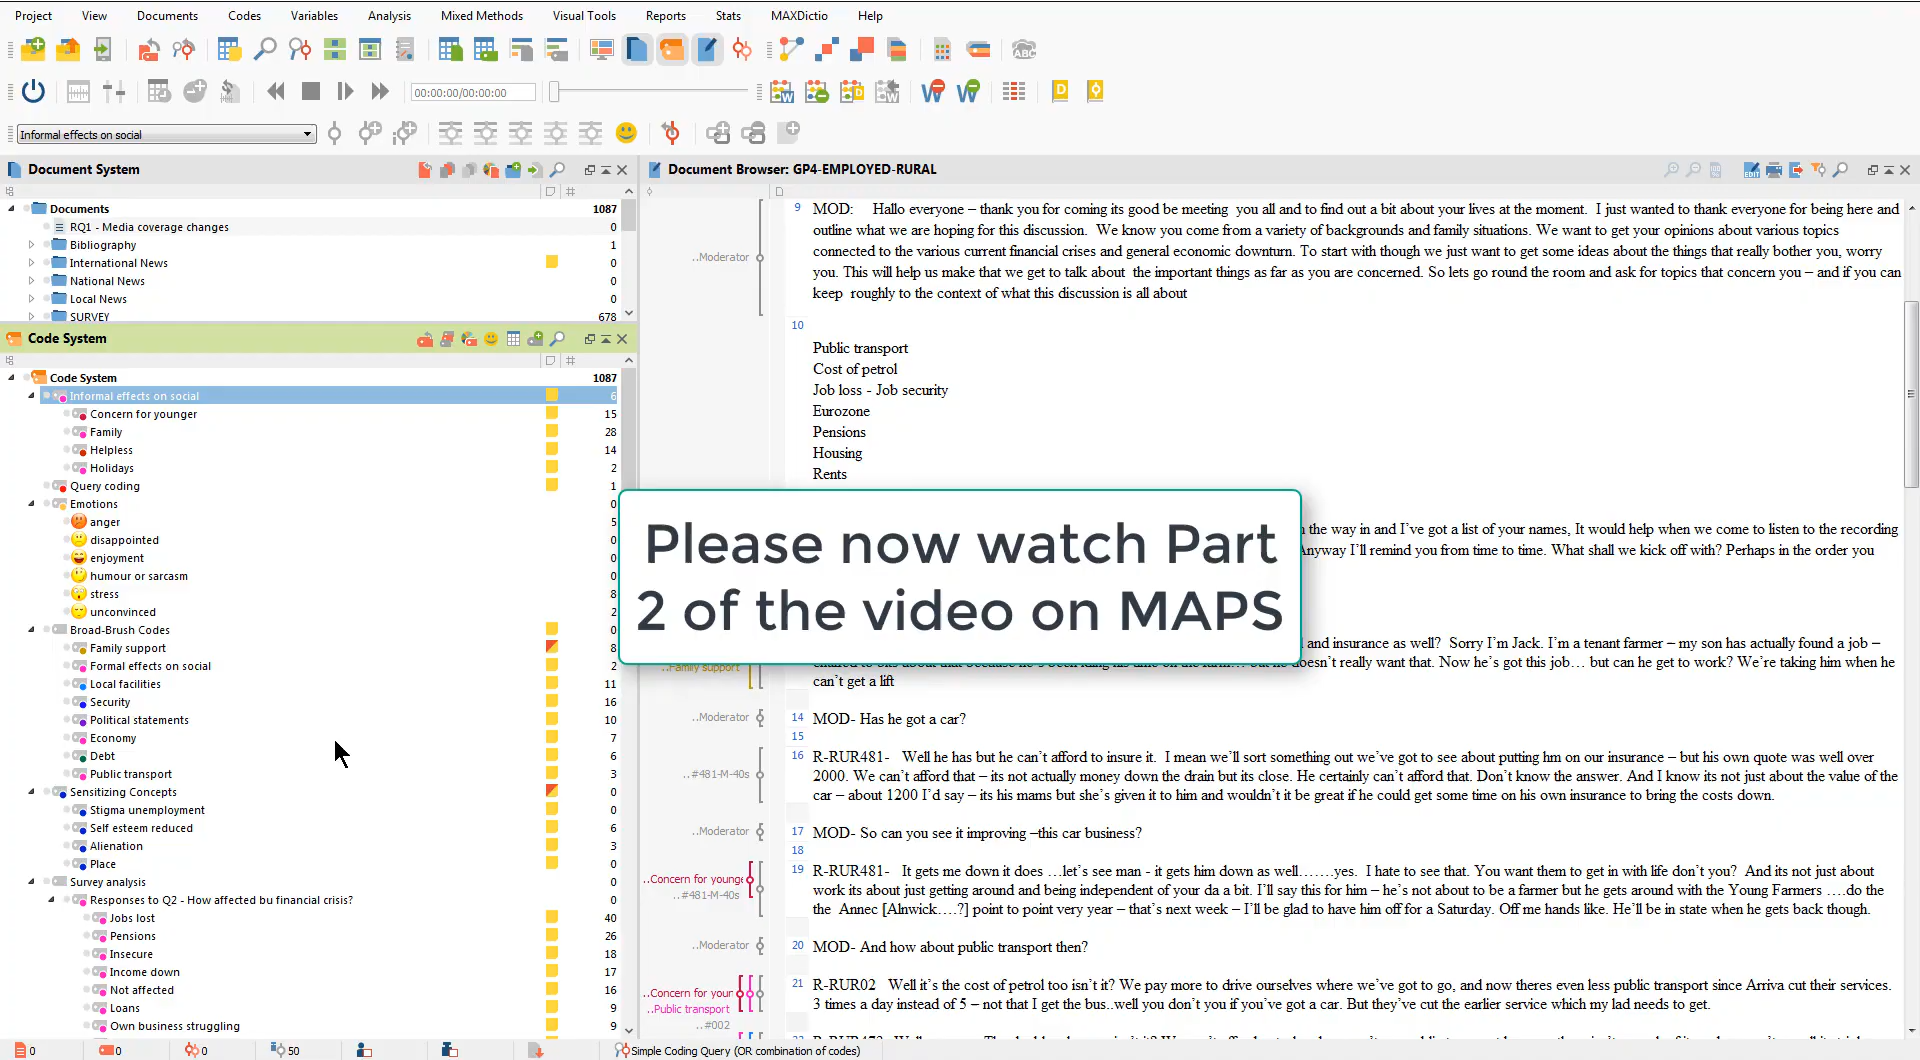 Project View Documents Codes Variables Analysis Mixed Methods Visual Tools Reports Stats MAXDictio Help
00:00:00/00:00:00
Informal effects on social
Document System
Documents 1087
RQ1 - Media coverage changes 0
Bibliography 1
International News 0
National News 0
Local News 0
SURVEY 678
Code System
Code System 1087
Informal effects on social 6
Concern for younger 15
Family 28
Helpless 14
Holidays 2
Query coding 1
Emotions 0
anger 5
disappointed 0
enjoyment 0
humour or sarcasm 0
stress 8
unconvinced 2
Broad-Brush Codes 0
Family support 8
Formal effects on social 2
Local facilities 11
Security 16
Political statements 10
Economy 7
Debt 6
Public transport 3
Sensitizing Concepts 0
Stigma unemployment 0
Self esteem reduced 6
Alienation 3
Place 0
Survey analysis 0
Responses to Q2 - How affected bu financial crisis? 0
Jobs lost 40
Pensions 26
Insecure 18
Income down 17
Not affected 16
Loans 9
Own business struggling 9
Document Browser: GP4-EMPLOYED-RURAL
..Moderator
9 MOD: Hallo everyone – thank you for coming its good be meeting you all and to find out a bit about your lives at the moment. I just wanted to thank everyone for being here and
outline what we are hoping for this discussion. We know you come from a variety of backgrounds and family situations. We want to get your opinions about various topics
connected to the various current financial crises and general economic downturn. To start with though we just want to get some ideas about the things that really bother you, worry
you. This will help us make that we get to talk about the important things as far as you are concerned. So lets go round the room and ask for topics that concern you – and if you can
keep roughly to the context of what this discussion is all about
10
Public transport
Cost of petrol
Job loss - Job security
Eurozone
Pensions
Housing
Rents
the way in and I've got a list of your names, It would help when we come to listen to the recording
Anyway I'll remind you from time to time. What shall we kick off with? Perhaps in the order you
Please now watch Part
2 of the video on MAPS
and insurance as well? Sorry I'm Jack. I'm a tenant farmer – my son has actually found a job –
doesn't really want that. Now he's got this job… but can he get to work? We're taking him when he
can't get a lift
..Family support
..Moderator
14 MOD- Has he got a car?
15
..#481-M-40s
16 R-RUR481- Well he has but he can't afford to insure it. I mean we'll sort something out we've got to see about putting hm on our insurance – but his own quote was well over
2000. We can't afford that – its not actually money down the drain but its close. He certainly can't afford that. Don't know the answer. And I know its not just about the value of the
car – about 1200 I'd say – its his mams but she's given it to him and wouldn't it be great if he could get some time on his own insurance to bring the costs down.
..Moderator
17 MOD- So can you see it improving –this car business?
18
..Concern for younge
..#481-M-40s
19 R-RUR481- It gets me down it does …let's see man - it gets him down as well…….yes. I hate to see that. You want them to get in with life don't you? And its not just about
work its about just getting around and being independent of your da a bit. I'll say this for him – he's not about to be a farmer but he gets around with the Young Farmers ….do the
the Annec [Alnwick….?] point to point very year – that's next week – I'll be glad to have him off for a Saturday. Off me hands like. He'll be in state when he gets back though.
..Moderator
20 MOD- And how about public transport then?
..Concern for your
..Public transport
..#002
21 R-RUR02 Well it's the cost of petrol too isn't it? We pay more to drive ourselves where we've got to go, and now theres even less public transport since Arriva cut their services.
3 times a day instead of 5 – not that I get the bus..well you don't you if you've got a car. But they've cut the earlier service which my lad needs to get.
0 0 0 50 Simple Coding Query (OR combination of codes)